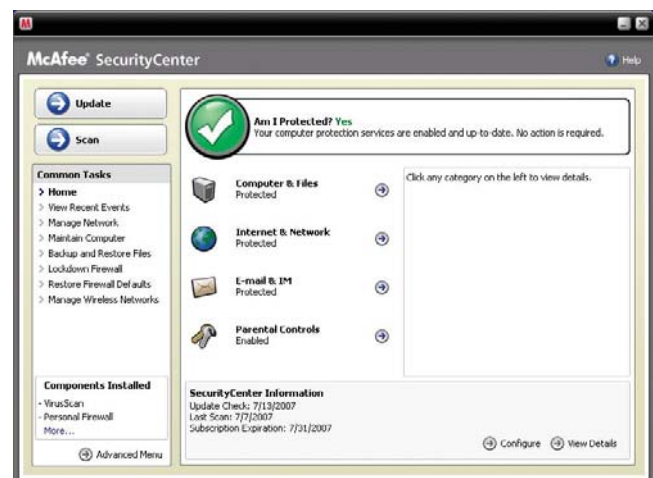 McAfee® SecurityCenter
Help
Update
Scan
Common Tasks
> Home
> View Recent Events
> Manage Network
> Maintain Computer
> Backup and Restore Files
> Lockdown Firewall
> Restore Firewall Defaults
> Manage Wireless Networks
Components Installed
- VirusScan
- Personal Firewall
More...
Advanced Menu
Am I Protected? Yes
Your computer protection services are enabled and up-to-date. No action is required.
Computer & Files
Protected
Internet & Network
Protected
E-mail & IM
Protected
Parental Controls
Enabled
Click any category on the left to view details.
SecurityCenter Information
Update Check: 7/13/2007
Last Scan: 7/7/2007
Subscription Expiration: 7/31/2007
Configure
View Details